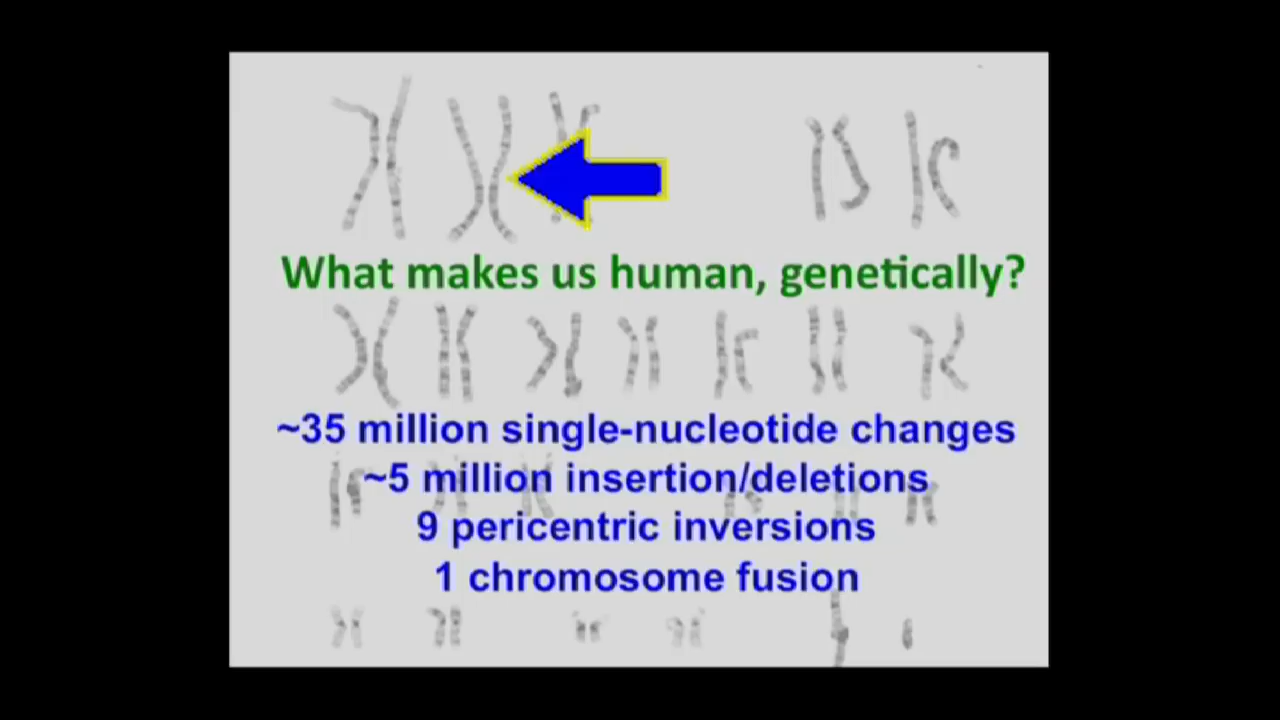 What makes us human, genetically?
~35 million single-nucleotide changes
~5 million insertion/deletions
9 pericentric inversions
1 chromosome fusion